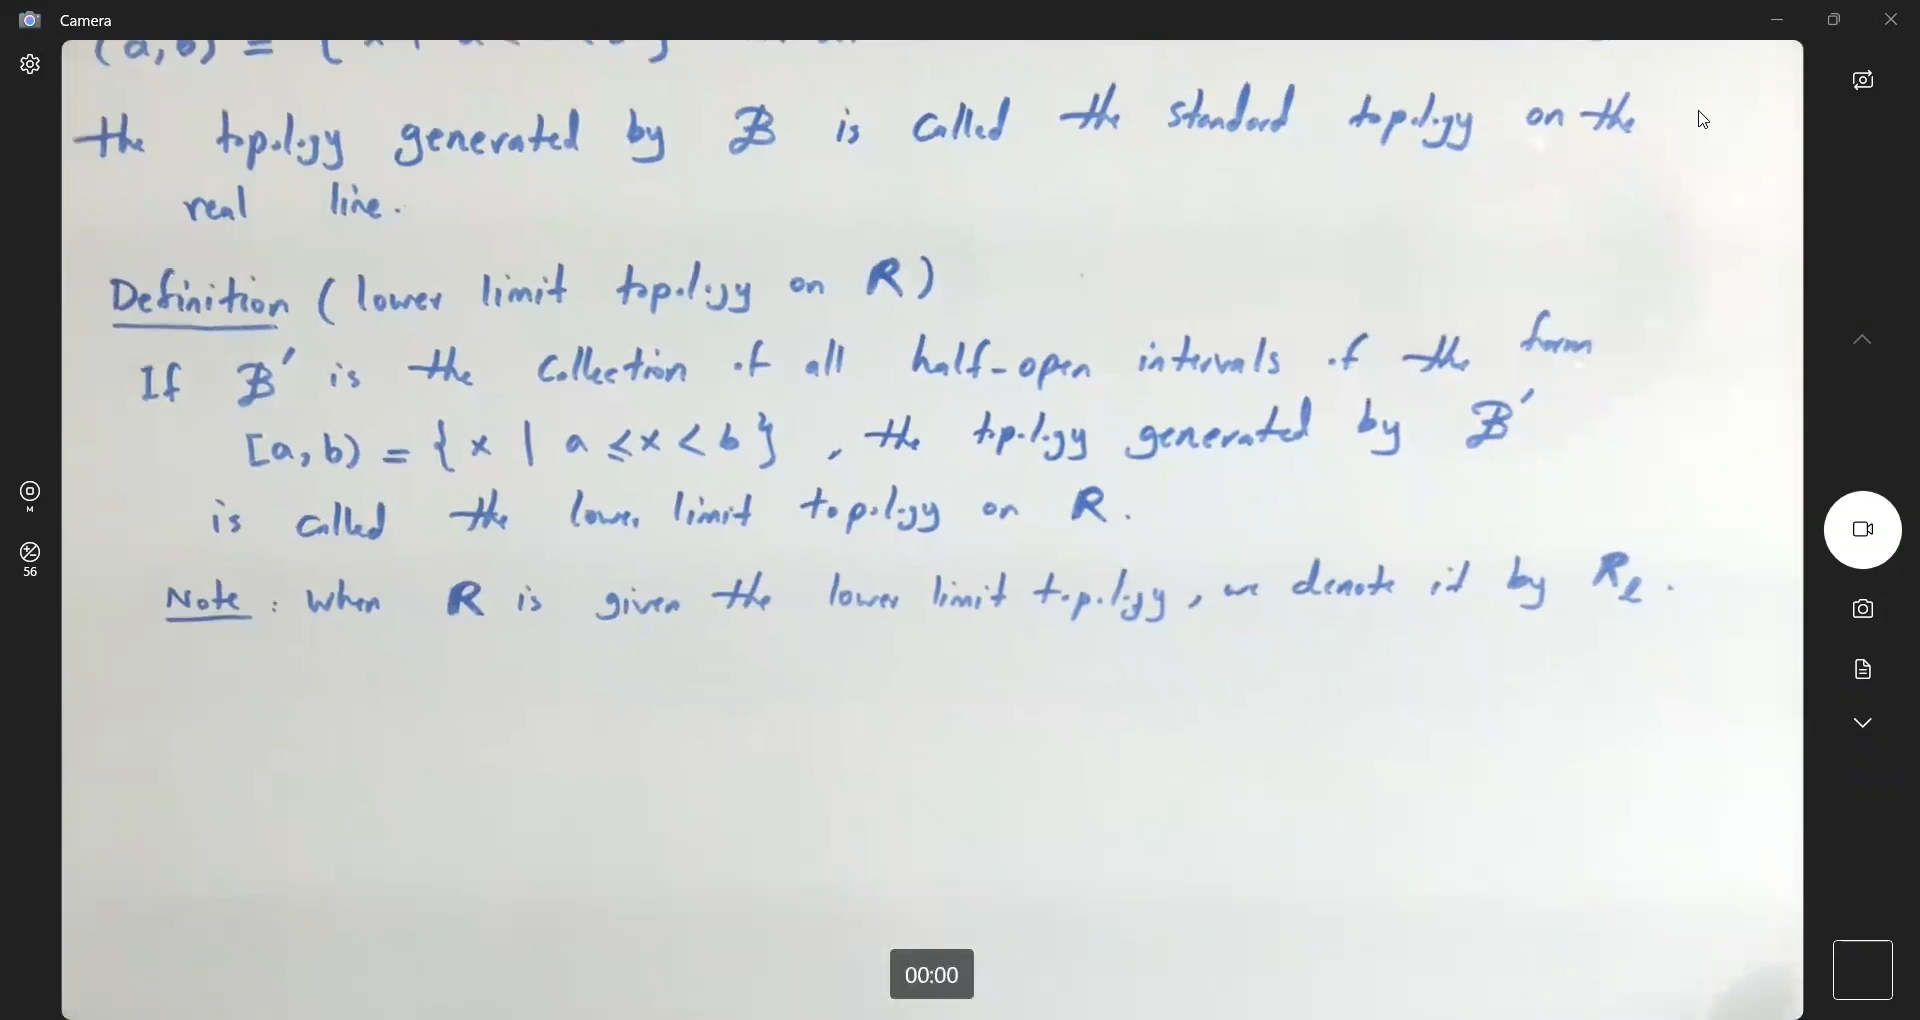 Camera
(a,b) = {x | a <
the topology generated by B is called the standard topology on the
real line.
Definition (lower limit topology on R)
If B' is the collection of all half-open intervals of the form
[a,b) = {x | a ≤ x < b} , the topology generated by B'
is called the lower limit topology on R.
Note : When R is given the lower limit topology, we denote it by Rℓ.
M
56
00:00